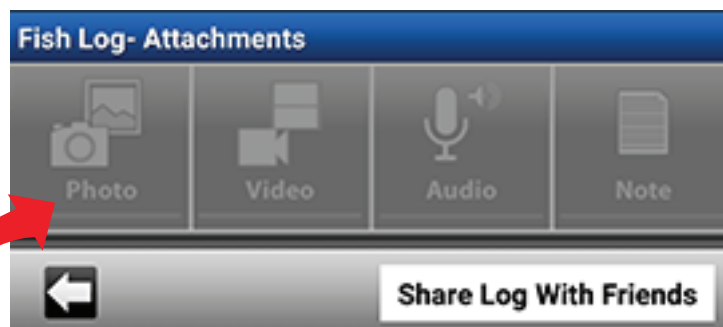 Fish Log- Attachments
Photo Video Audio Note
Share Log With Friends